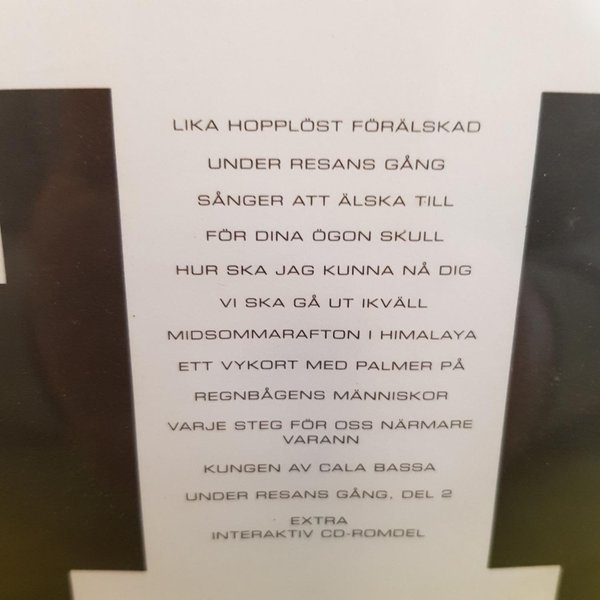 LIKA HOPPLÖST FÖRÄLSKAD
UNDER RESANS GÅNG
SÅNGER ATT ÄLSKA TILL
FÖR DINA ÖGON SKULL
HUR SKA JAG KUNNA NÅ DIG
VI SKA GÅ UT IKVÄLL
MIDSOMMARAFTON I HIMALAYA
ETT VYKORT MED PALMER PÅ
REGNBÅGENS MÄNNISKOR
VARJE STEG FÖR OSS NÄRMARE
VARANN
KUNGEN AV CALA BASSA
UNDER RESANS GÅNG, DEL 2
EXTRA
INTERAKTIV CD-ROMDEL